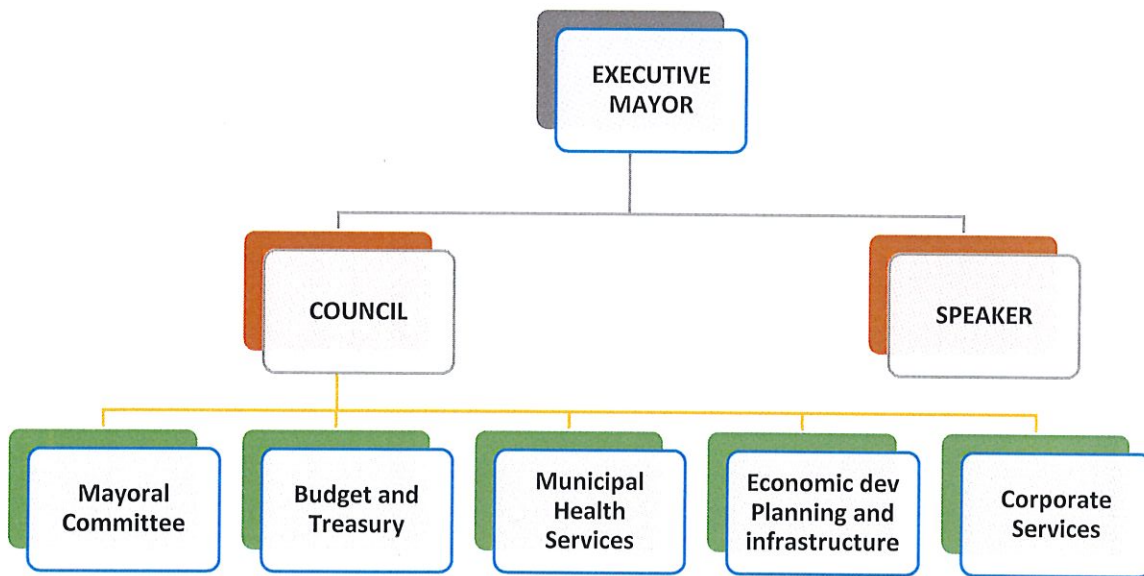 EXECUTIVE
MAYOR
COUNCIL
SPEAKER
Mayoral
Committee
Budget and
Treasury
Municipal
Health
Services
Economic dev
Planning and
infrastructure
Corporate
Services